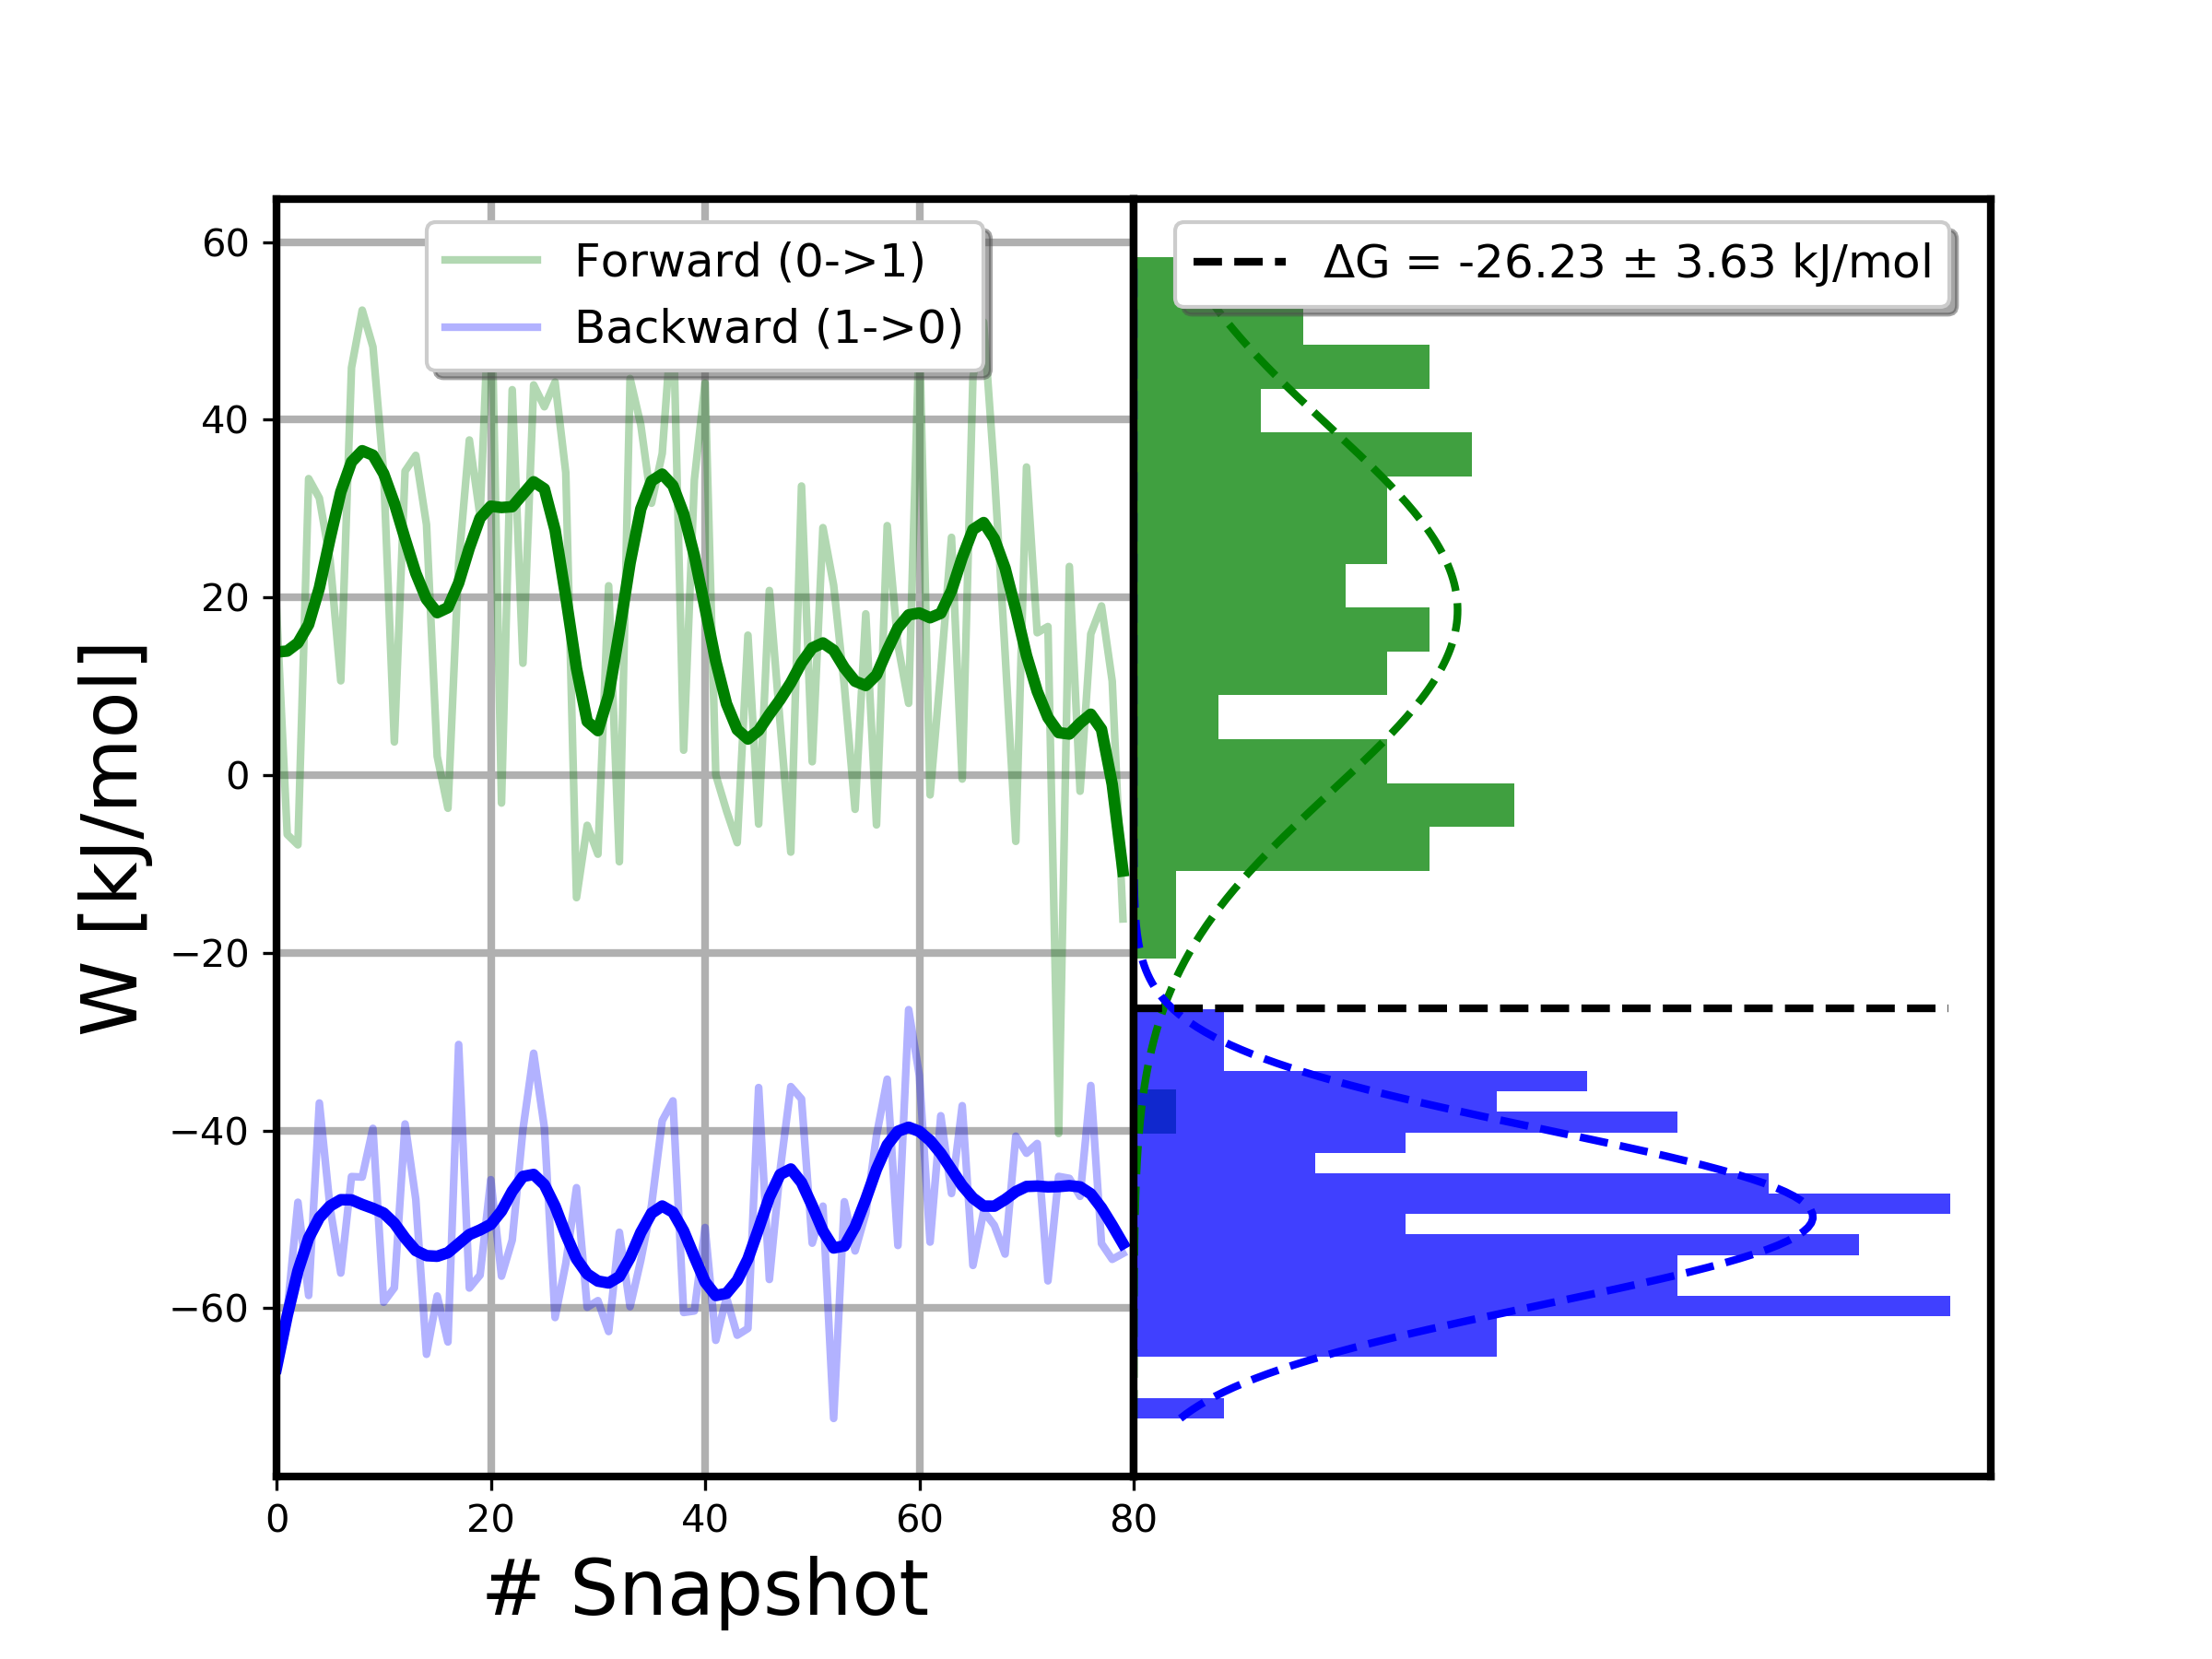 W [kJ/mol]
60
40
20
0
−20
−40
−60
Forward (0->1)
Backward (1->0)
ΔG = -26.23 ± 3.63 kJ/mol
0
20
40
60
80
# Snapshot